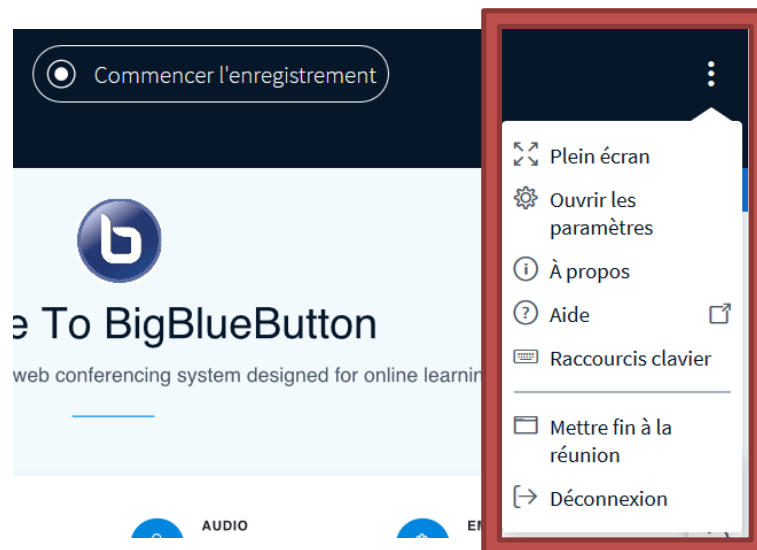 Commencer l'enregistrement
Plein écran
Ouvrir les
paramètres
À propos
Aide
Raccourcis clavier
Mettre fin à la
réunion
Déconnexion
e To BigBlueButton
web conferencing system designed for online learnin
AUDIO
EM